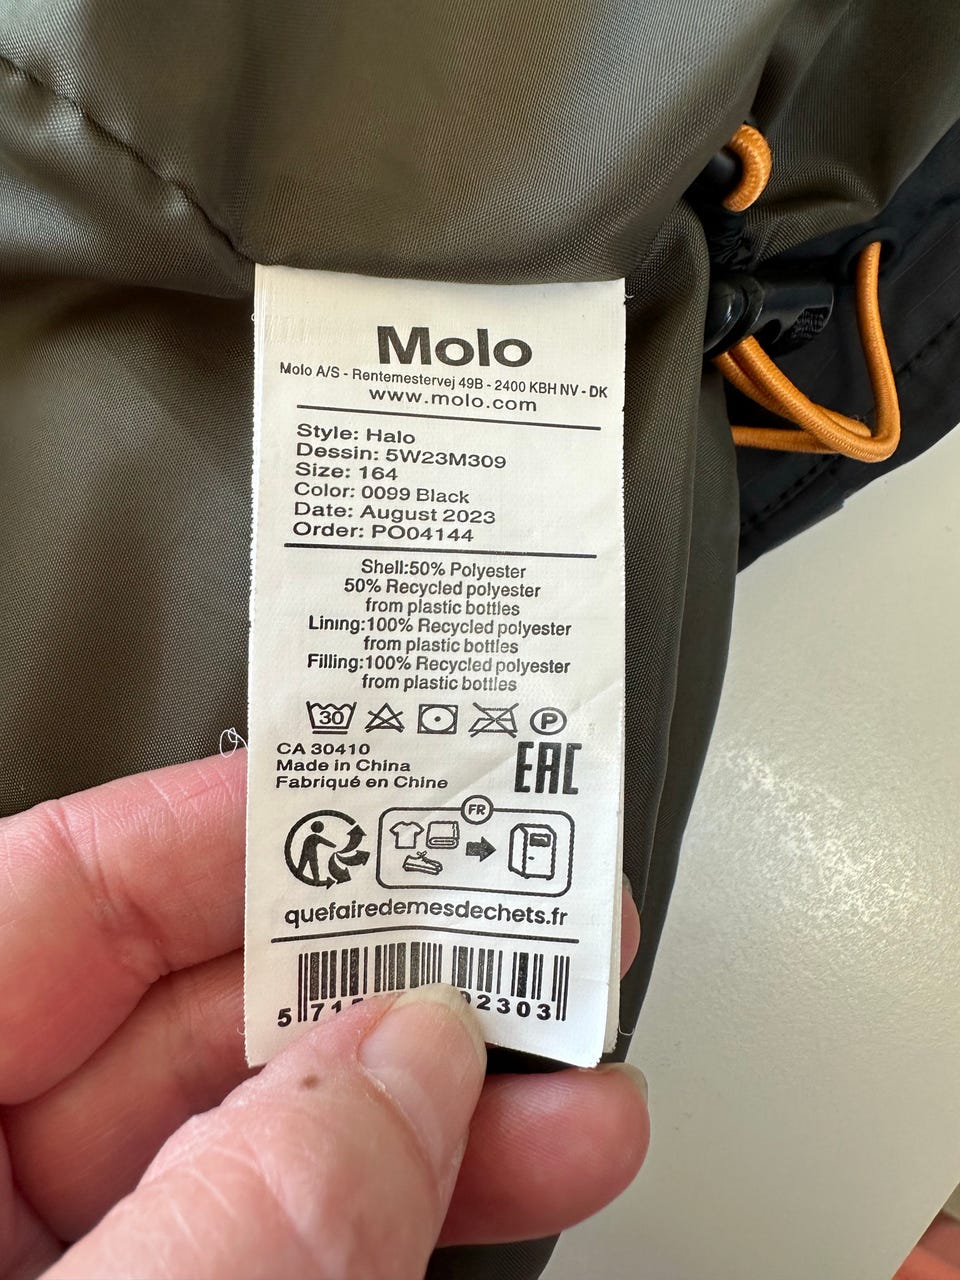 Molo
Molo A/S - Rentemestervej 49B - 2400 KBH NV - DK
www.molo.com
Style: Halo
Dessin: 5W23M309
Size: 164
Color: 0099 Black
Date: August 2023
Order: PO04144
Shell:50% Polyester
50% Recycled polyester
from plastic bottles
Lining:100% Recycled polyester
from plastic bottles
Filling:100% Recycled polyester
from plastic bottles
30 P
CA 30410
Made in China
Fabriqué en Chine
EAC
FR
quefairedemesdechets.fr
5 71 2303